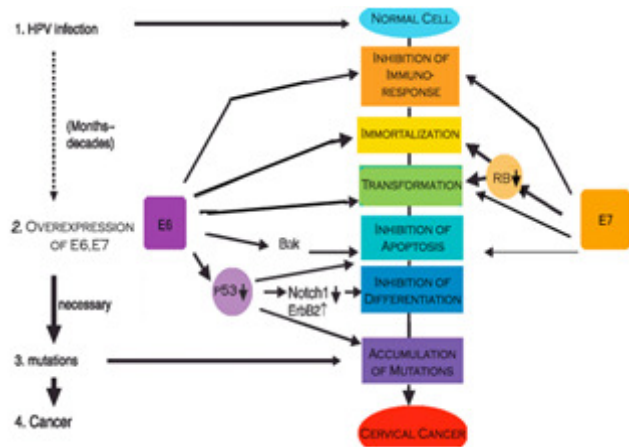 1. HPV infection
(Months–
decades)
2. OVEREXPRESSION
OF E6,E7
necessary
3. mutations
4. Cancer
E6
Bak
P53
Notch1
ErbB2↑
NORMAL CELL
INHIBITION OF
IMMUNO-
RESPONSE
IMMORTALIZATION
TRANSFORMATION
INHIBITION OF
APOPTOSIS
INHIBITION OF
DIFFERENTIATION
ACCUMULATION
OF MUTATIONS
CERVICAL CANCER
RB
E7